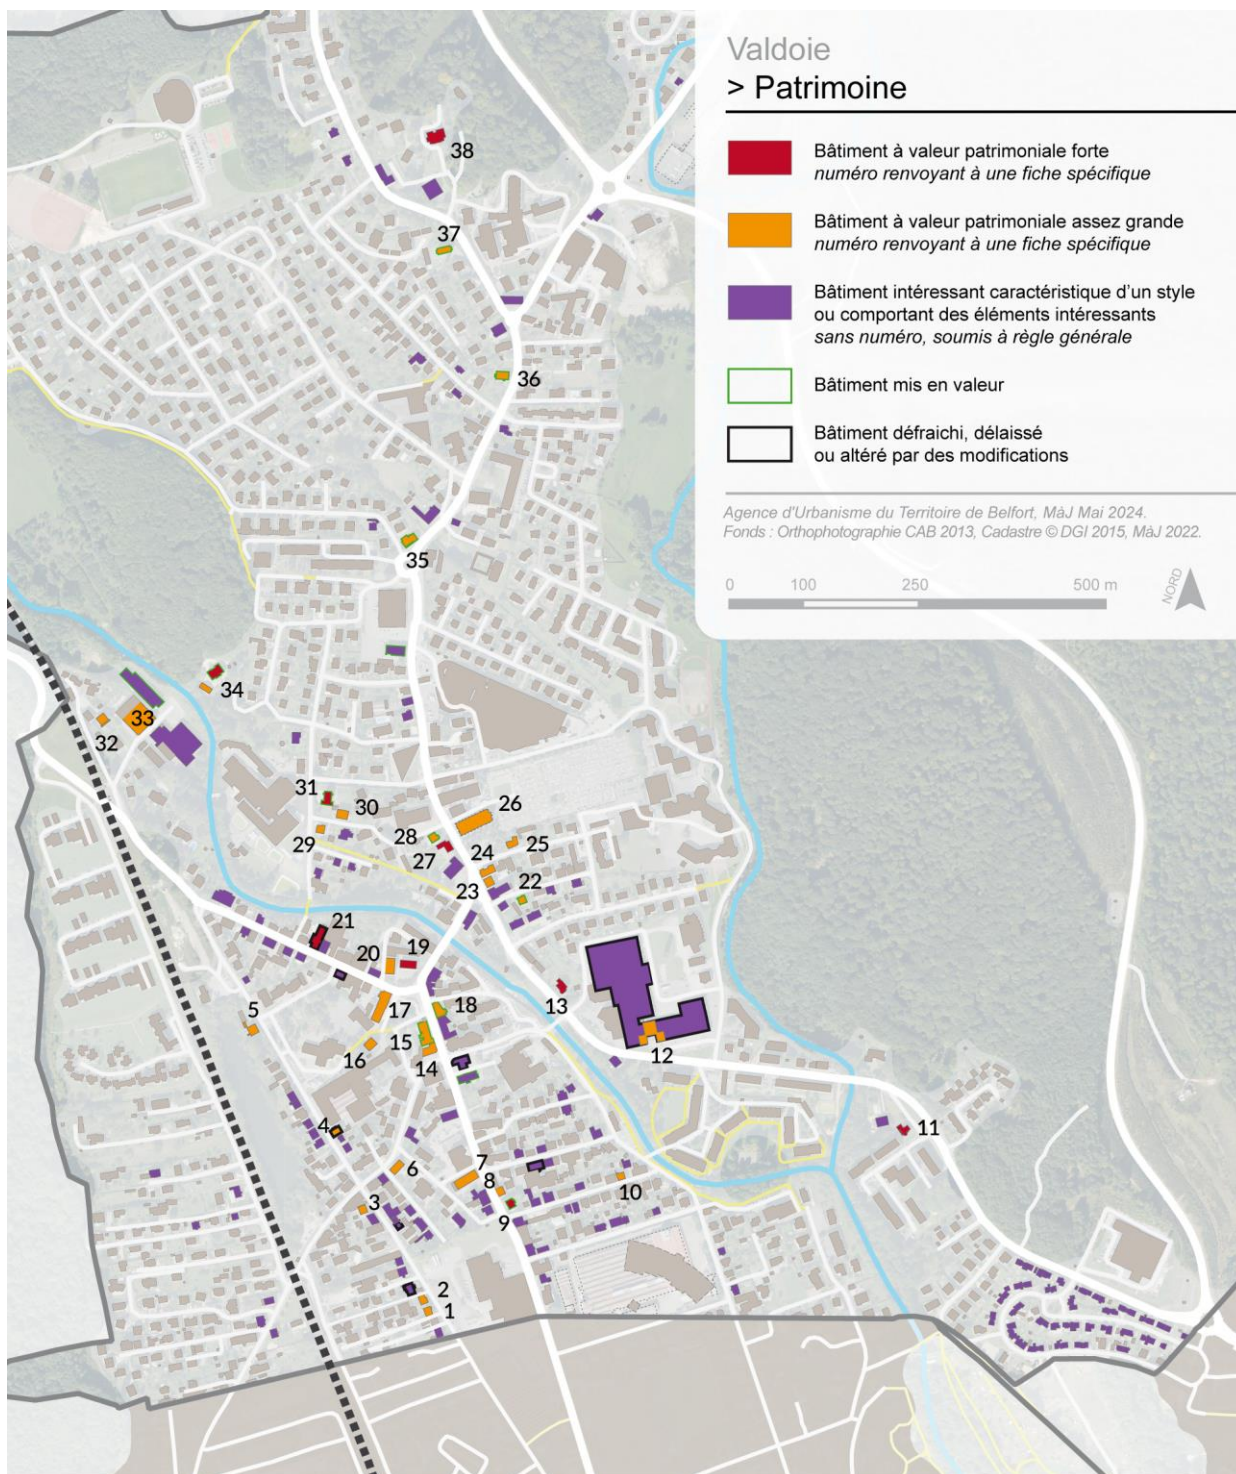 Valdoie
> Patrimoine
Bâtiment à valeur patrimoniale forte
numéro renvoyant à une fiche spécifique
Bâtiment à valeur patrimoniale assez grande
numéro renvoyant à une fiche spécifique
Bâtiment intéressant caractéristique d'un style
ou comportant des éléments intéressants
sans numéro, soumis à règle générale
Bâtiment mis en valeur
Bâtiment défraichi, délaissé
ou altéré par des modifications
Agence d'Urbanisme du Territoire de Belfort, MàJ Mai 2024.
Fonds : Orthophotographie CAB 2013, Cadastre © DGI 2015, MàJ 2022.
0 100 250 500 m
NORD
38
37
36
35
34
33
32
31
30
29
28
27
26
25
24
23
22
21
20
19
18
17
16
15
14
13
12
11
10
9
8
7
6
5
4
3
2
1